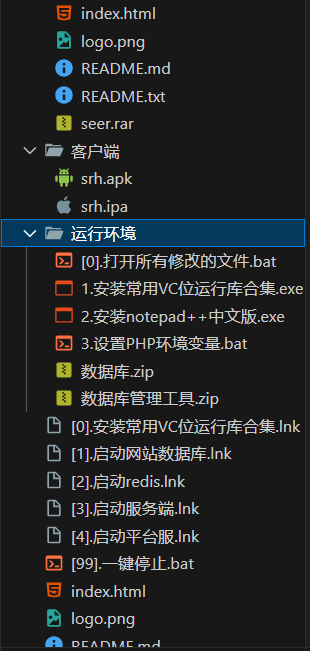 index.html
logo.png
README.md
README.txt
seer.rar
客户端
srh.apk
srh.ipa
运行环境
[0].打开所有修改的文件.bat
1.安装常用VC位运行库合集.exe
2.安装notepad++中文版.exe
3.设置PHP环境变量.bat
数据库.zip
数据库管理工具.zip
[0].安装常用VC位运行库合集.lnk
[1].启动网站数据库.lnk
[2].启动redis.lnk
[3].启动服务端.lnk
[4].启动平台服.lnk
[99].一键停止.bat
index.html
logo.png
README.md